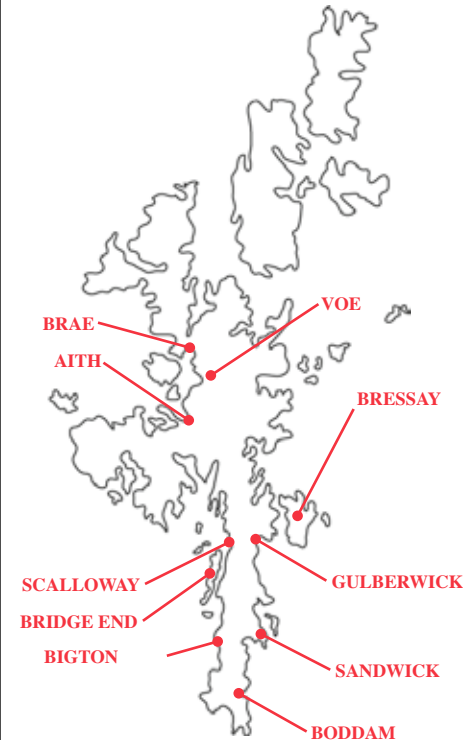 VOE
BRAE
AITH
BRESSAY
SCALLOWAY
GULBERWICK
BRIDGE END
BIGTON
SANDWICK
BODDAM